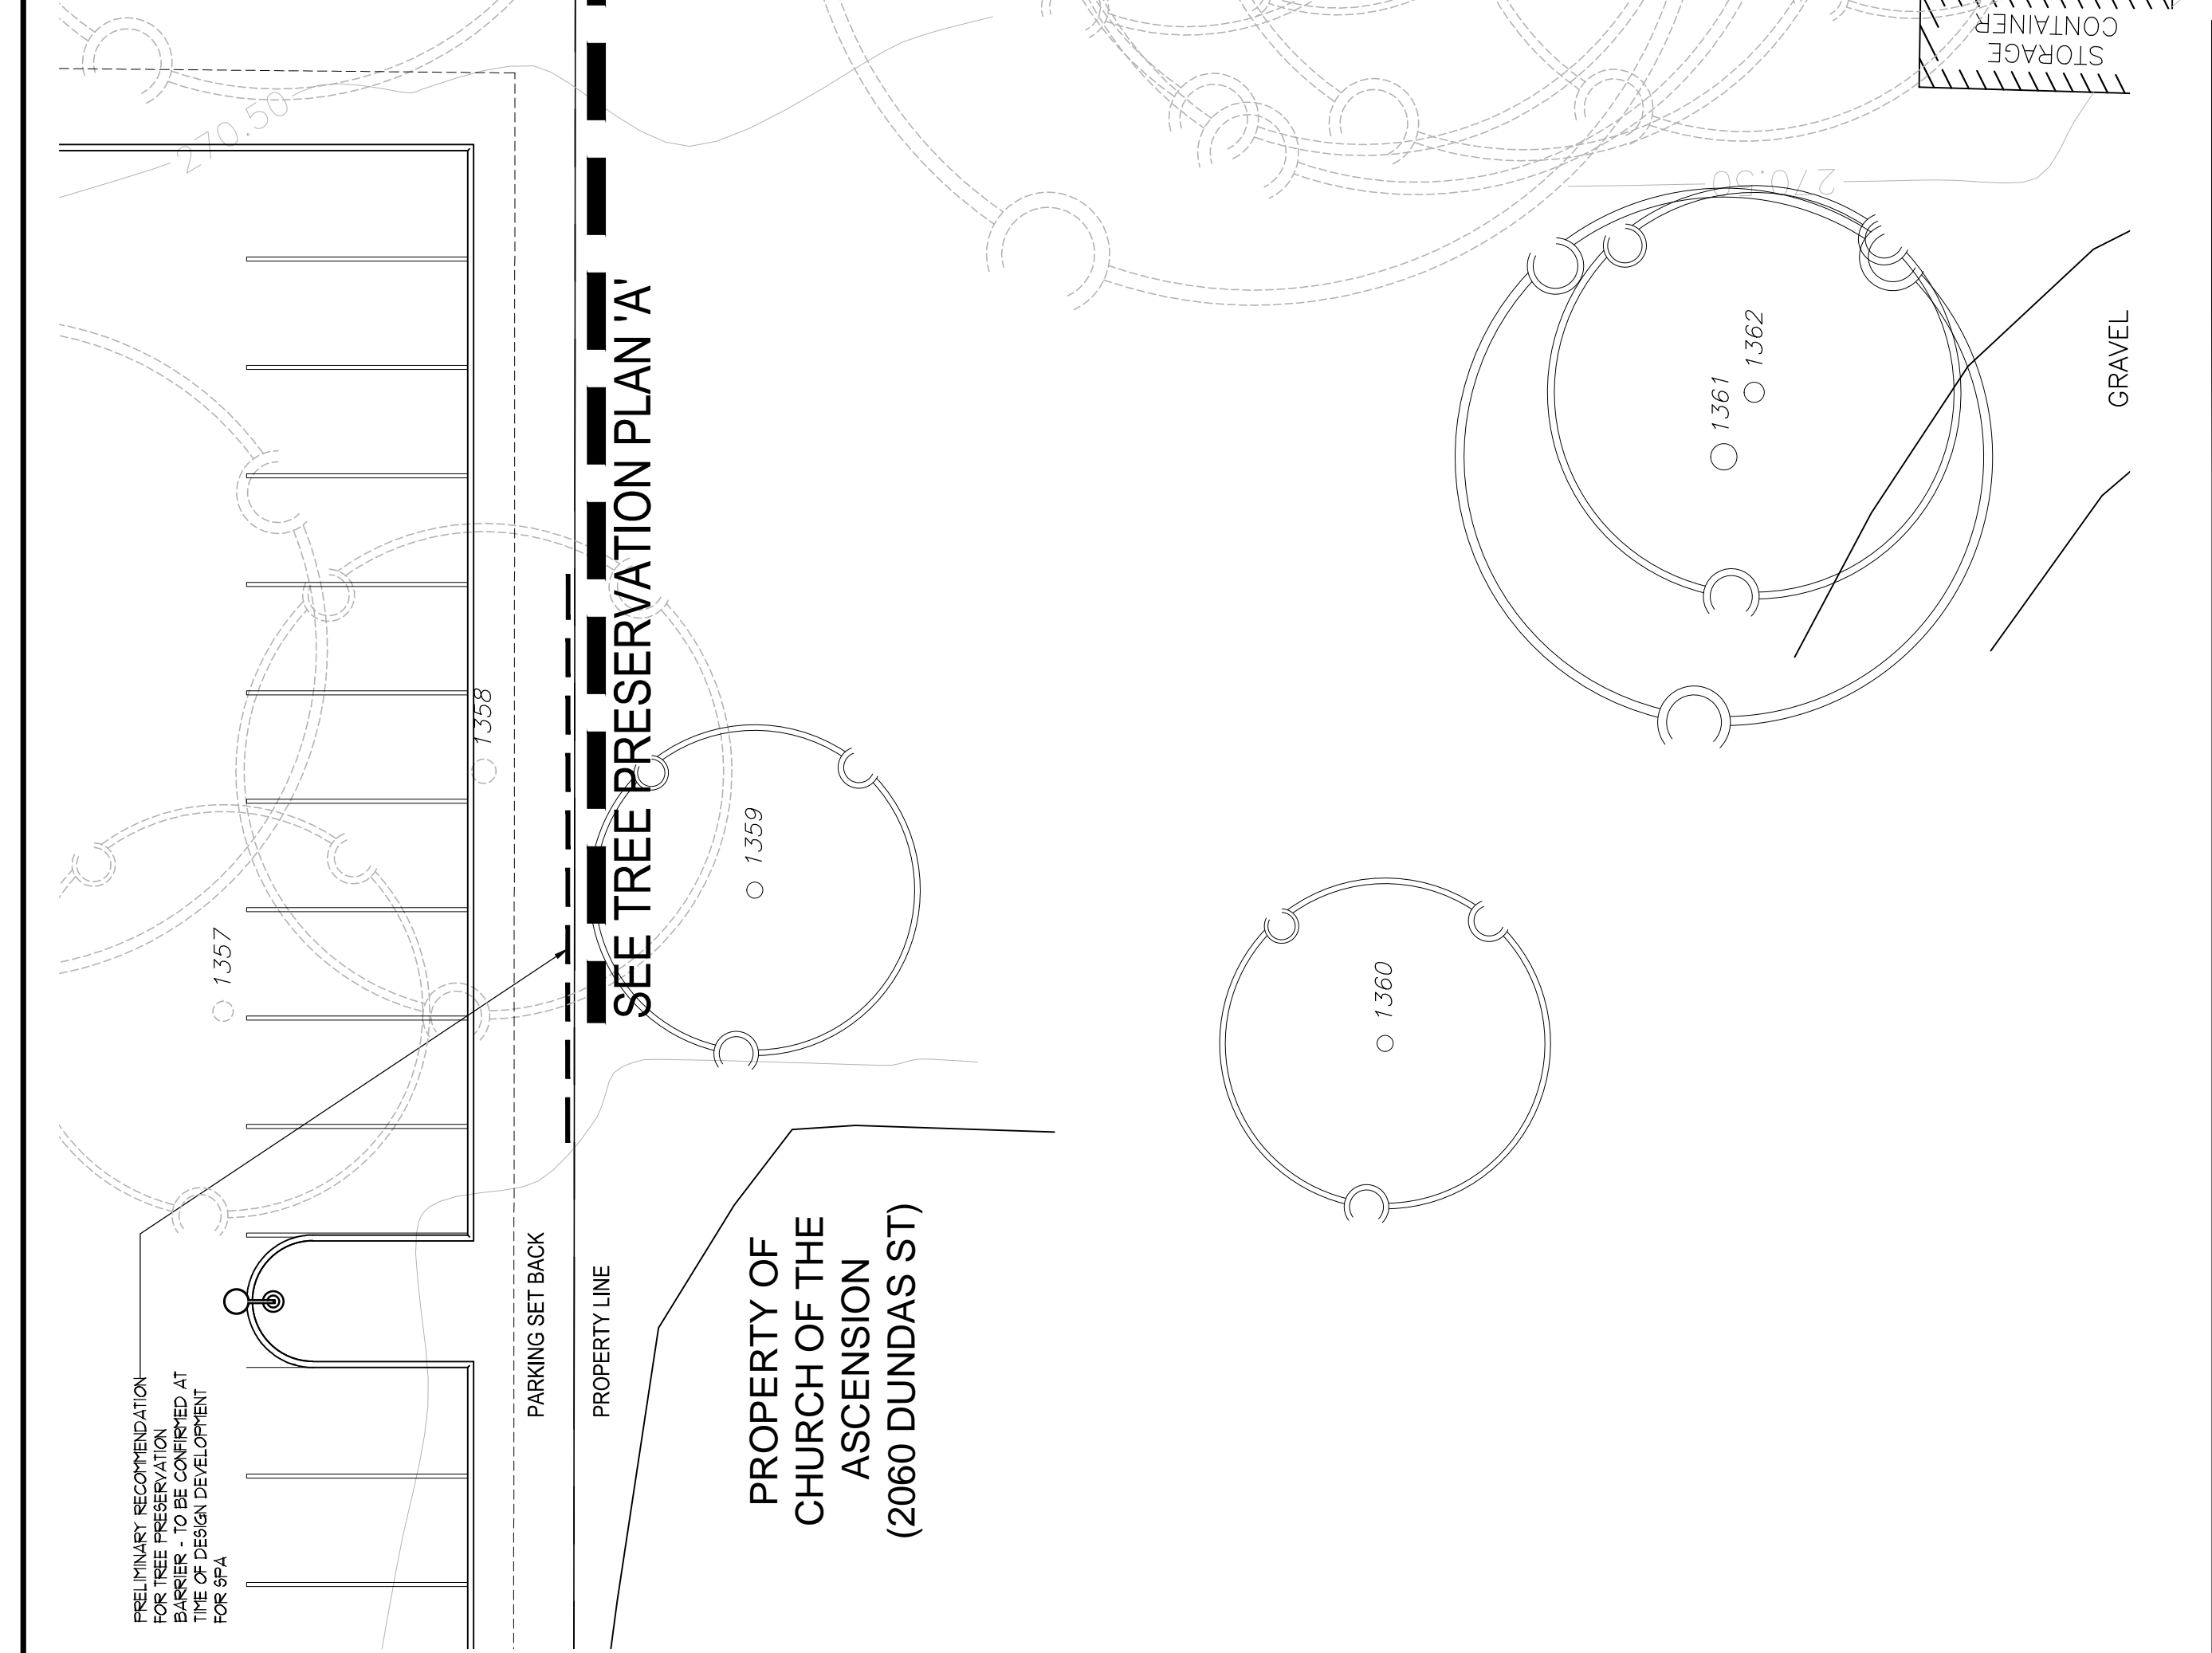 STORAGE
CONTAINER
270.50
270.50
SEE TREE PRESERVATION PLAN 'A'
1362
1361
GRAVEL
1358
1359
1357
1360
PARKING SET BACK
PROPERTY LINE
PROPERTY OF
CHURCH OF THE
ASCENSION
(2060 DUNDAS ST)
PRELIMINARY RECOMMENDATION
FOR TREE PRESERVATION
BARRIER - TO BE CONFIRMED AT
TIME OF DESIGN DEVELOPMENT
FOR SPA